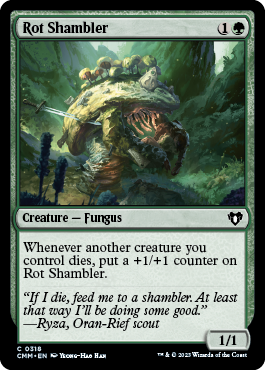 Rot Shambler 1
Creature — Fungus
Whenever another creature you
control dies, put a +1/+1 counter on
Rot Shambler.
“If I die, feed me to a shambler. At least
that way I’ll be doing some good.”
—Ryza, Oran-Rief scout
1/1
C 0318
CMM • EN Yeong-Hao Han
™ & © 2023 Wizards of the Coast